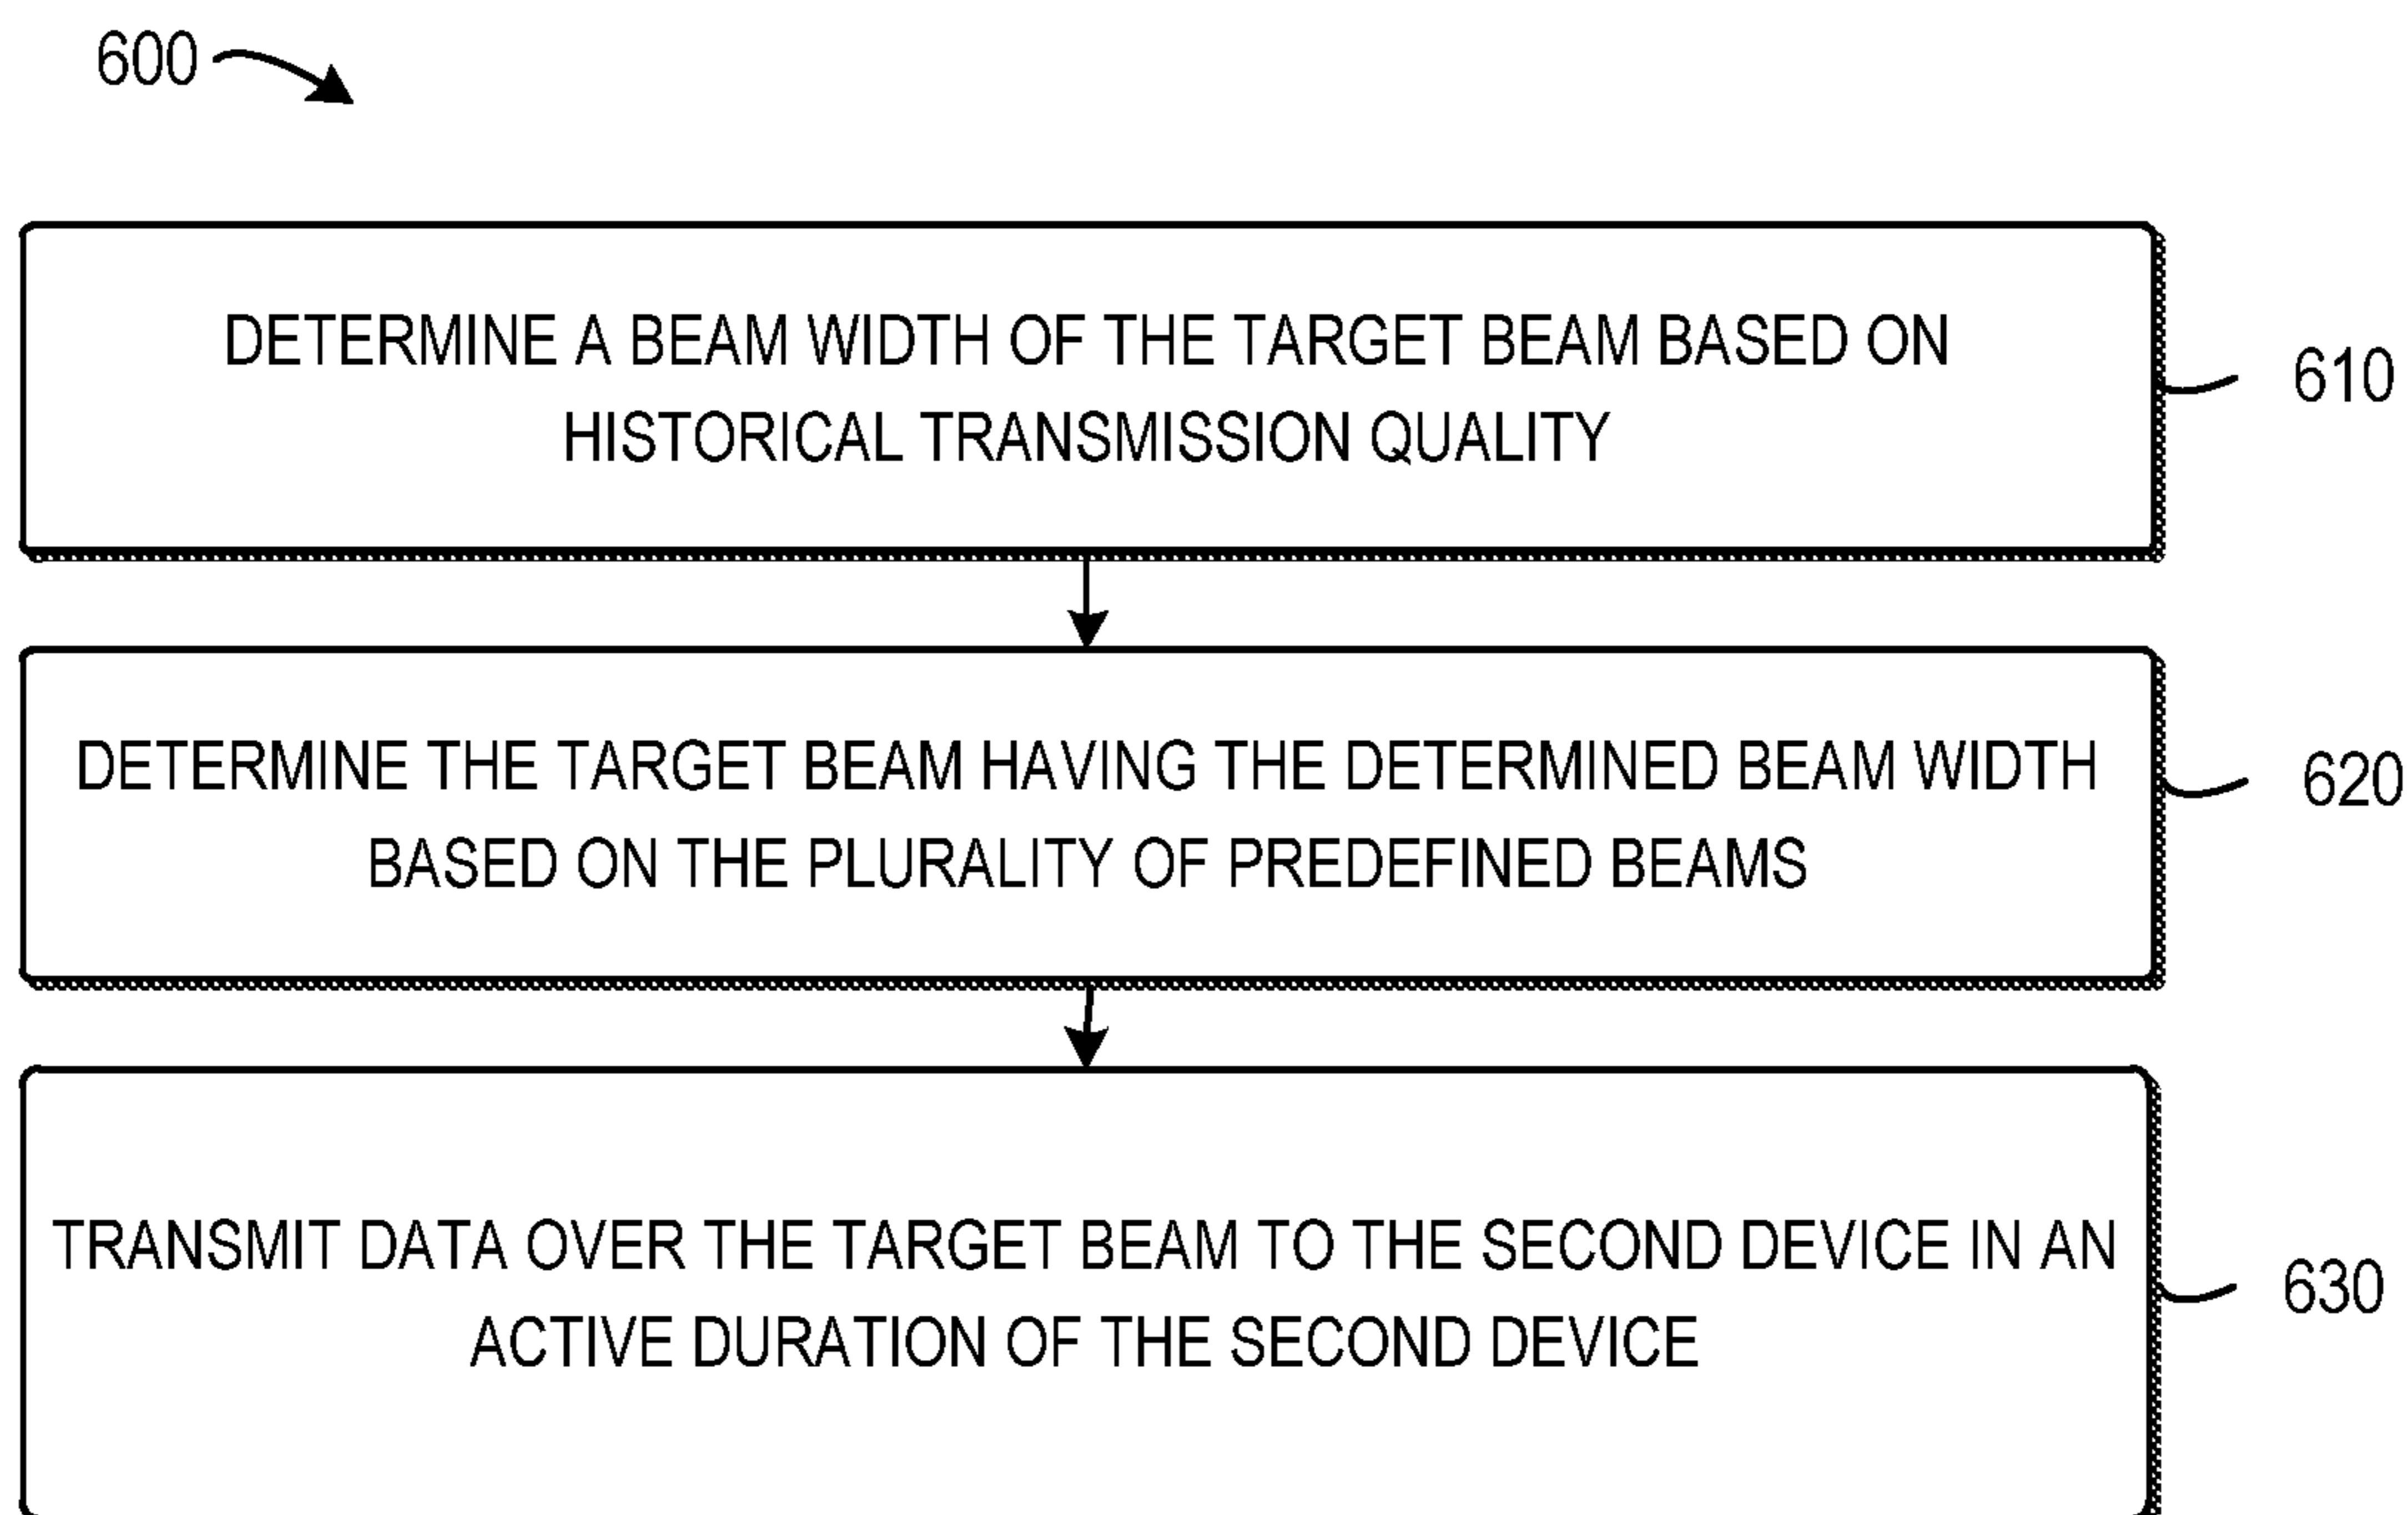 600
DETERMINE A BEAM WIDTH OF THE TARGET BEAM BASED ON
HISTORICAL TRANSMISSION QUALITY
610
DETERMINE THE TARGET BEAM HAVING THE DETERMINED BEAM WIDTH
BASED ON THE PLURALITY OF PREDEFINED BEAMS
620
TRANSMIT DATA OVER THE TARGET BEAM TO THE SECOND DEVICE IN AN
ACTIVE DURATION OF THE SECOND DEVICE
630